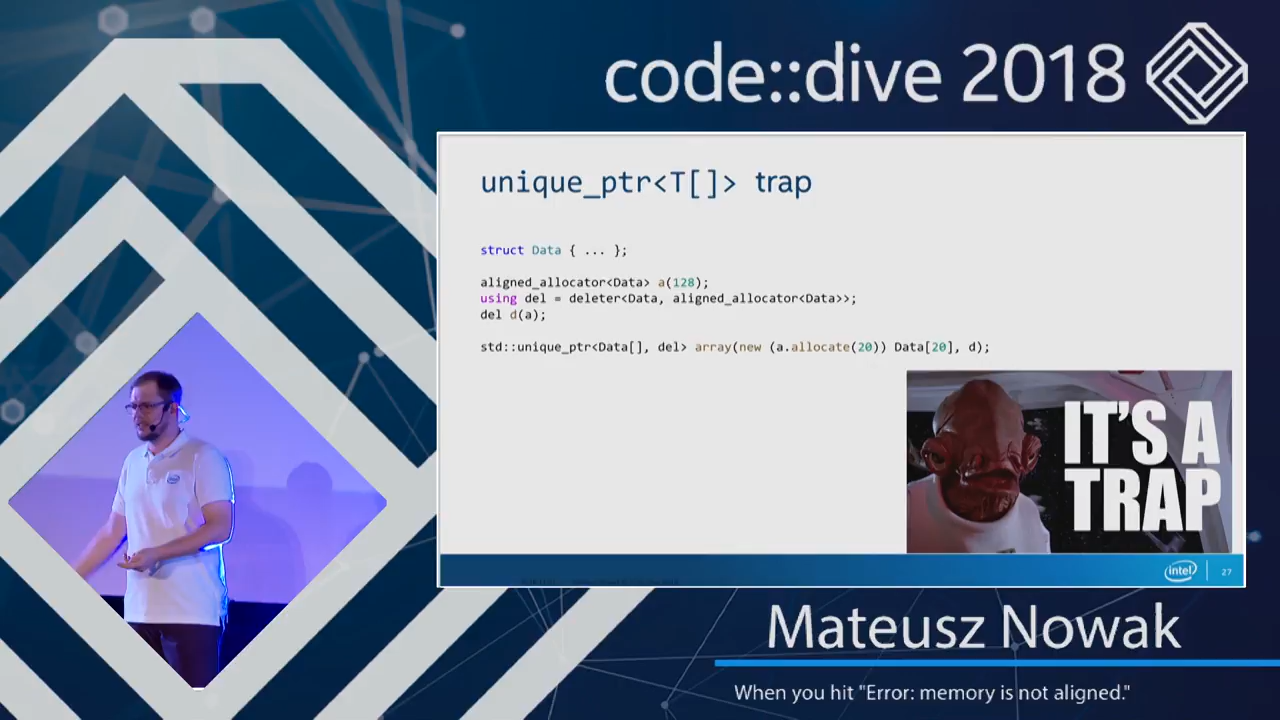 code::dive 2018
unique_ptr<T[]> trap
struct Data { ... };
aligned_allocator<Data> a(128);
using del = deleter<Data, aligned_allocator<Data>>;
del d(a);
std::unique_ptr<Data[], del> array(new (a.allocate(20)) Data[20], d);
IT'S A
TRAP
intel
27
Mateusz Nowak
When you hit "Error: memory is not aligned."